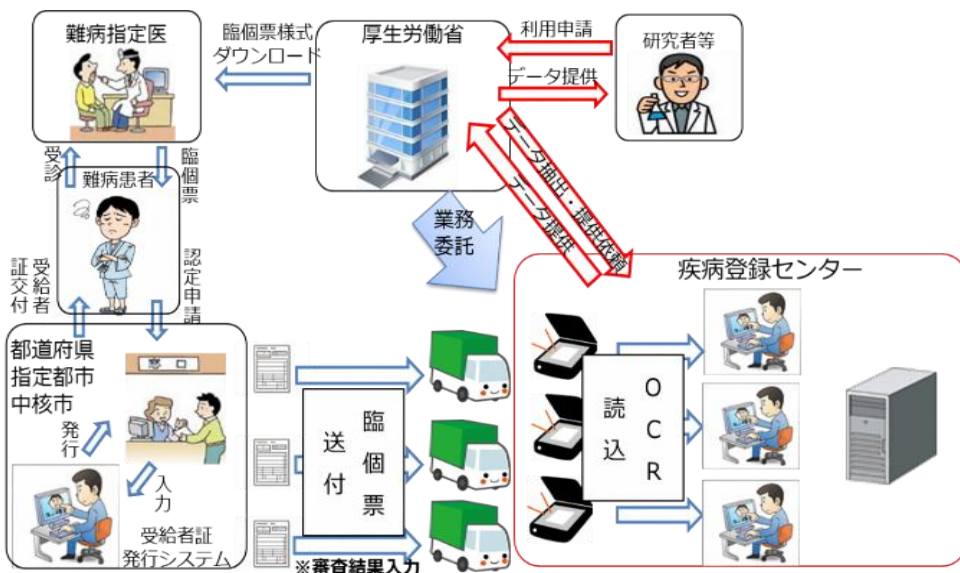 難病指定医
臨個票様式
ダウンロード
厚生労働省
利用申請
データ提供
研究者等
受診
臨個票
難病患者
データ抽出・提供依頼
データ提供
業務
委託
受給者
証交付
認定申請
疾病登録センター
都道府県
指定都市
中核市
窓口
発行
入力
受給者証
発行システム
臨個票
送付
※審査結果入力
OCR
読込